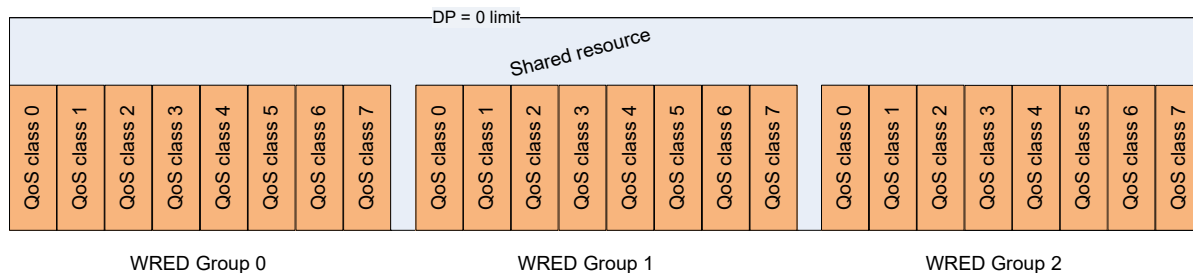 DP = 0 limit
Shared resource
QoS class 0
QoS class 1
QoS class 2
QoS class 3
QoS class 4
QoS class 5
QoS class 6
QoS class 7
QoS class 0
QoS class 1
QoS class 2
QoS class 3
QoS class 4
QoS class 5
QoS class 6
QoS class 7
QoS class 0
QoS class 1
QoS class 2
QoS class 3
QoS class 4
QoS class 5
QoS class 6
QoS class 7
WRED Group 0
WRED Group 1
WRED Group 2